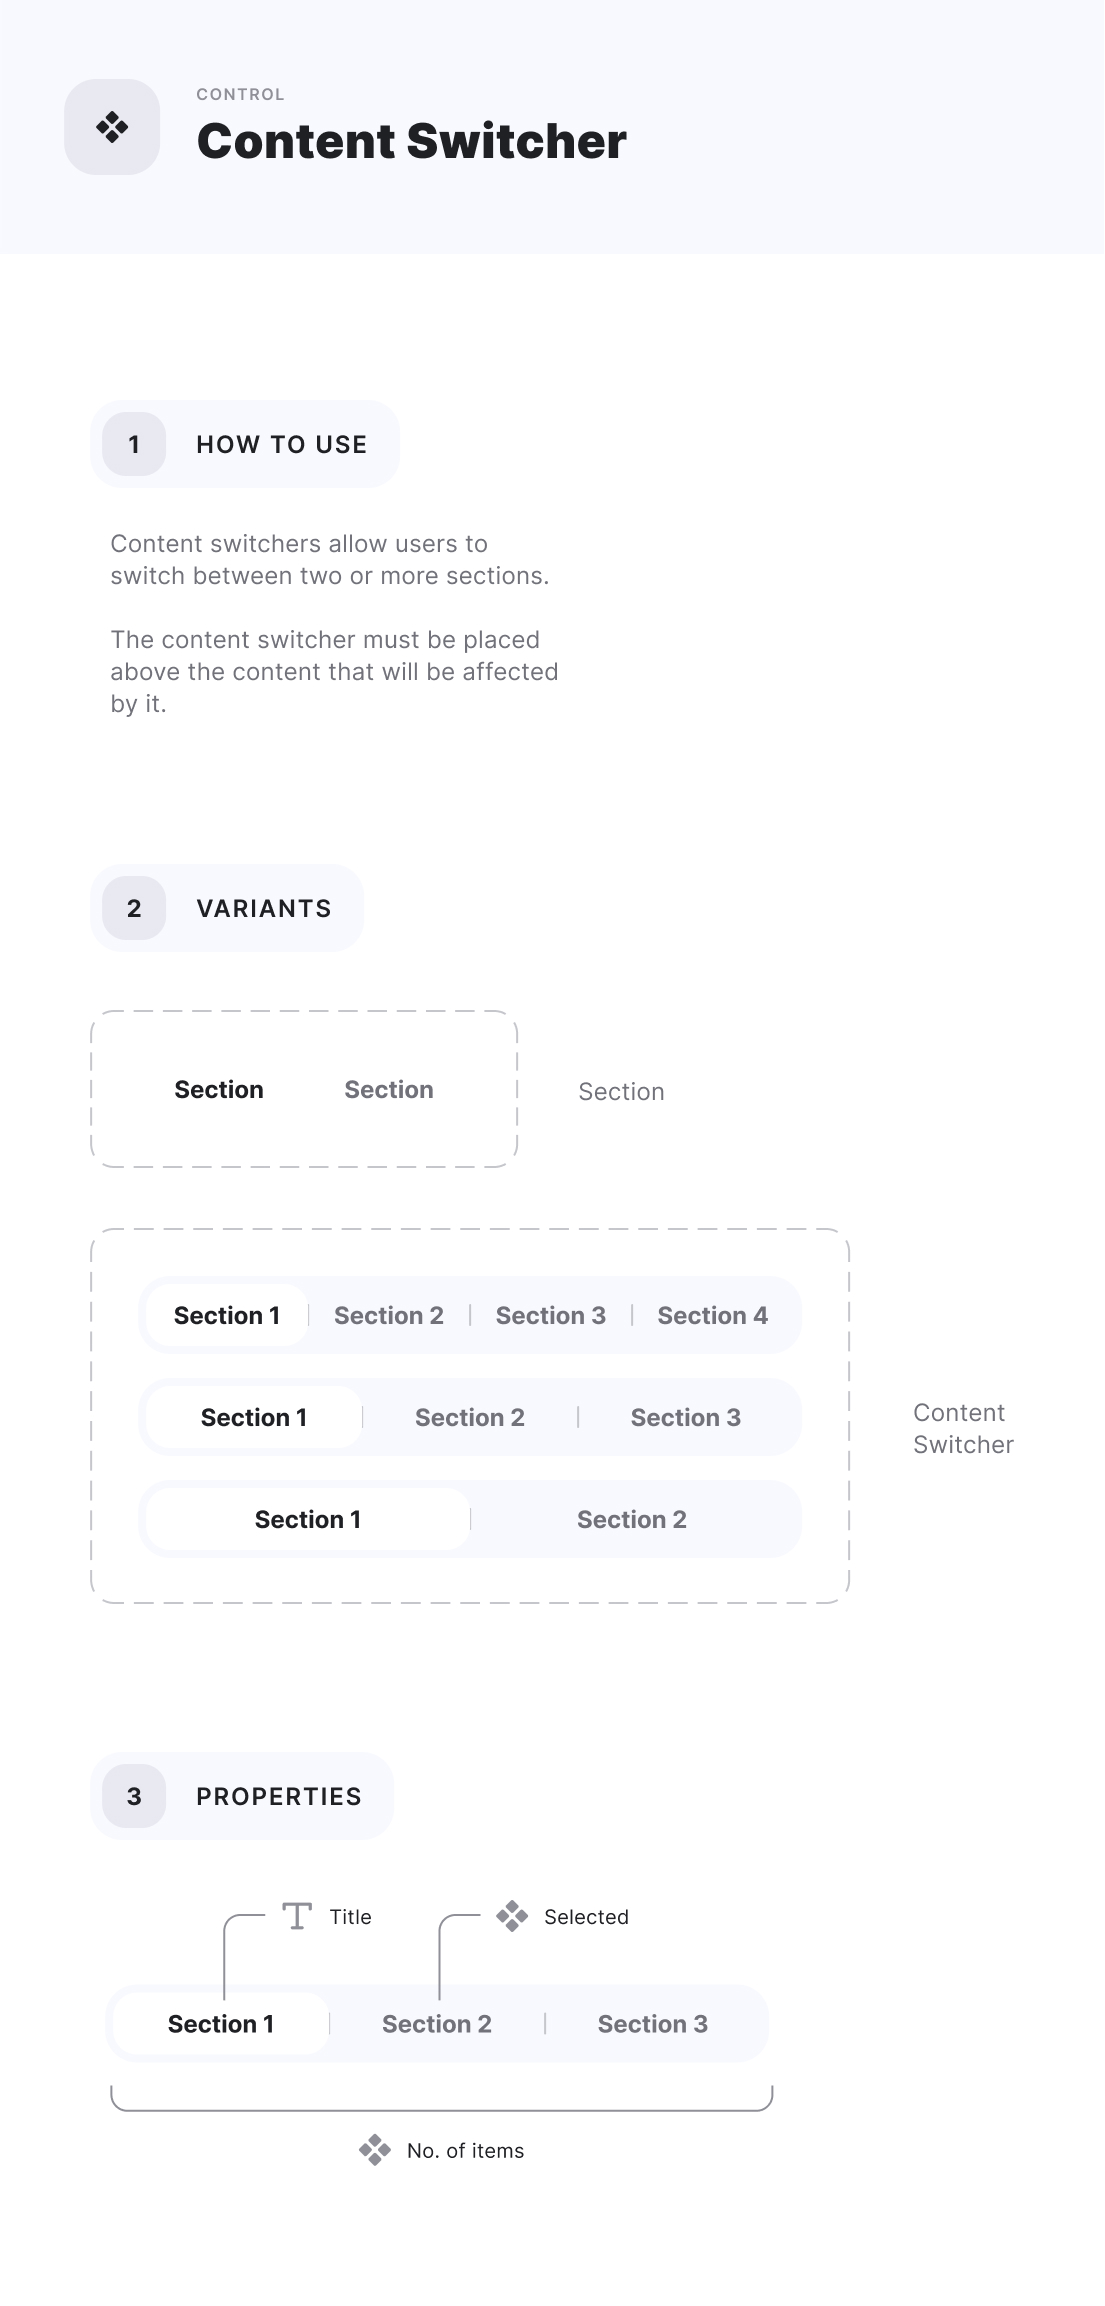 CONTROL
Content Switcher
1 HOW TO USE
Content switchers allow users to
switch between two or more sections.
The content switcher must be placed
above the content that will be affected
by it.
2 VARIANTS
Section Section Section
Section 1 Section 2 Section 3 Section 4
Section 1 Section 2 Section 3
Content
Switcher
Section 1 Section 2
3 PROPERTIES
Title Selected
Section 1 Section 2 Section 3
No. of items